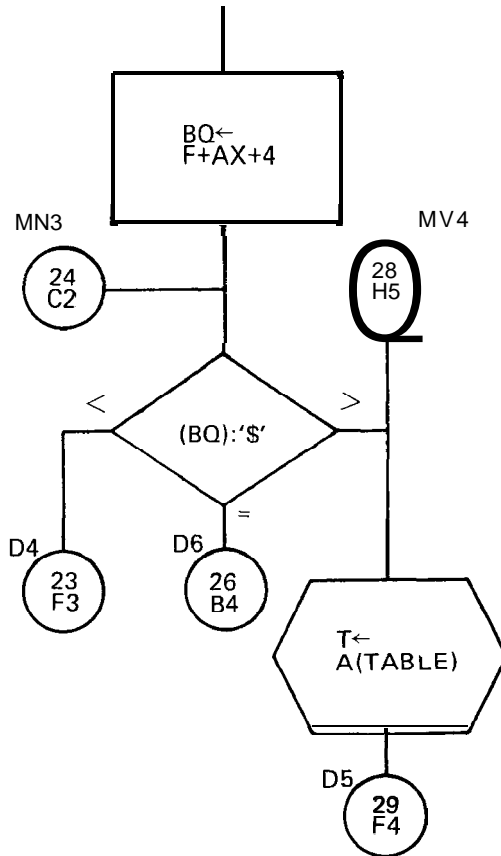 BQ←
F+AX+4
MN3
MV4
24
C2
28
H5
<
>
(BQ):'$'
=
D4
D6
23
F3
26
B4
T←
A(TABLE)
D5
29
F4